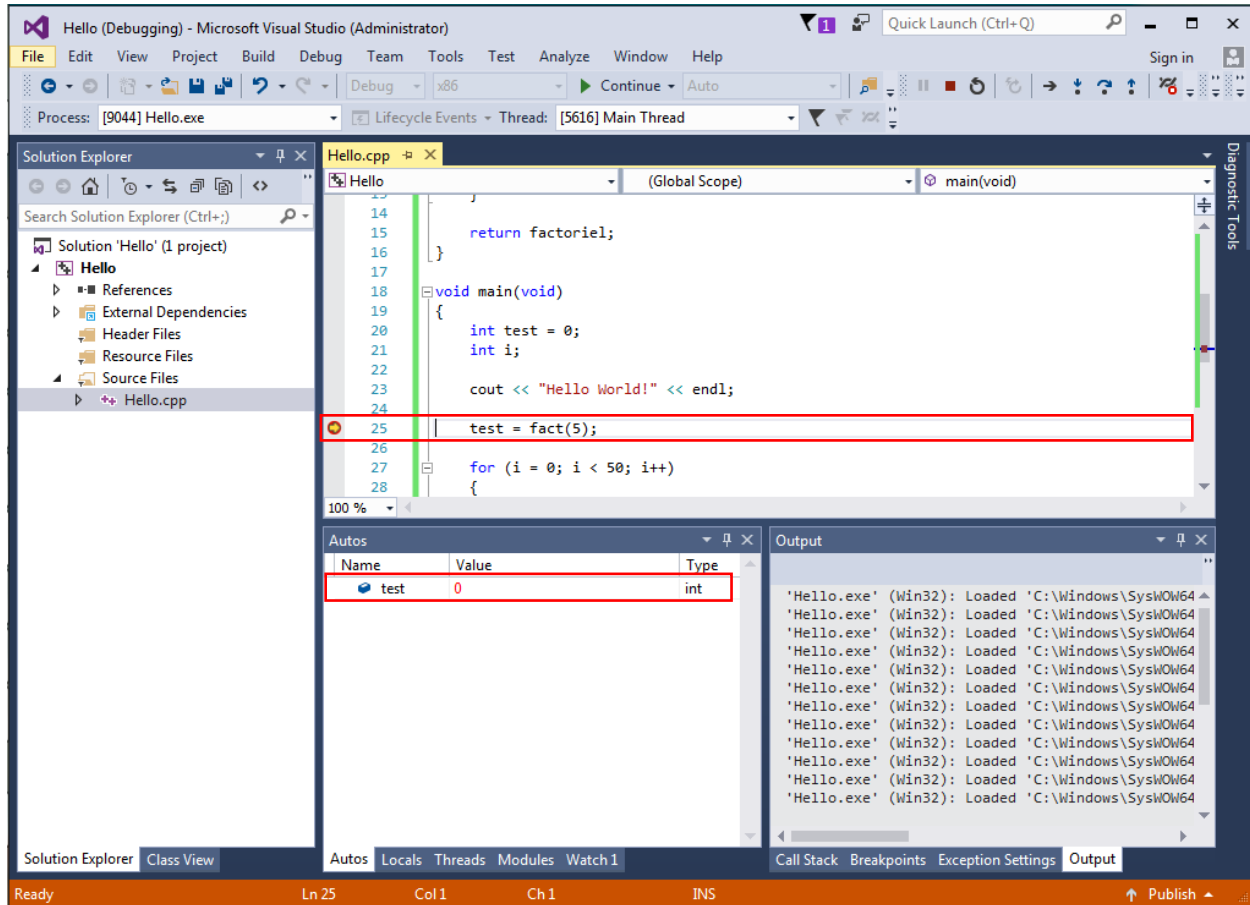 Hello (Debugging) - Microsoft Visual Studio (Administrator)
1
Quick Launch (Ctrl+Q)
File Edit View Project Build Debug Team Tools Test Analyze Window Help
Sign in
Debug x86 Continue Auto
Process: [9044] Hello.exe Lifecycle Events Thread: [5616] Main Thread
Solution Explorer
Search Solution Explorer (Ctrl+;)
Solution 'Hello' (1 project)
Hello
References
External Dependencies
Header Files
Resource Files
Source Files
Hello.cpp
Solution Explorer Class View
Hello.cpp
Hello (Global Scope) main(void)
13 }
14
15 return factoriel;
16 }
17
18 void main(void)
19 {
20 int test = 0;
21 int i;
22
23 cout << "Hello World!" << endl;
24
25 test = fact(5);
26
27 for (i = 0; i < 50; i++)
28 {
100 %
Diagnostic Tools
Autos
Name Value Type
test 0 int
Autos Locals Threads Modules Watch 1
Output
'Hello.exe' (Win32): Loaded 'C:\Windows\SysWOW64
'Hello.exe' (Win32): Loaded 'C:\Windows\SysWOW64
'Hello.exe' (Win32): Loaded 'C:\Windows\SysWOW64
'Hello.exe' (Win32): Loaded 'C:\Windows\SysWOW64
'Hello.exe' (Win32): Loaded 'C:\Windows\SysWOW64
'Hello.exe' (Win32): Loaded 'C:\Windows\SysWOW64
'Hello.exe' (Win32): Loaded 'C:\Windows\SysWOW64
'Hello.exe' (Win32): Loaded 'C:\Windows\SysWOW64
'Hello.exe' (Win32): Loaded 'C:\Windows\SysWOW64
'Hello.exe' (Win32): Loaded 'C:\Windows\SysWOW64
'Hello.exe' (Win32): Loaded 'C:\Windows\SysWOW64
'Hello.exe' (Win32): Loaded 'C:\Windows\SysWOW64
Call Stack Breakpoints Exception Settings Output
Ready Ln 25 Col 1 Ch 1 INS Publish